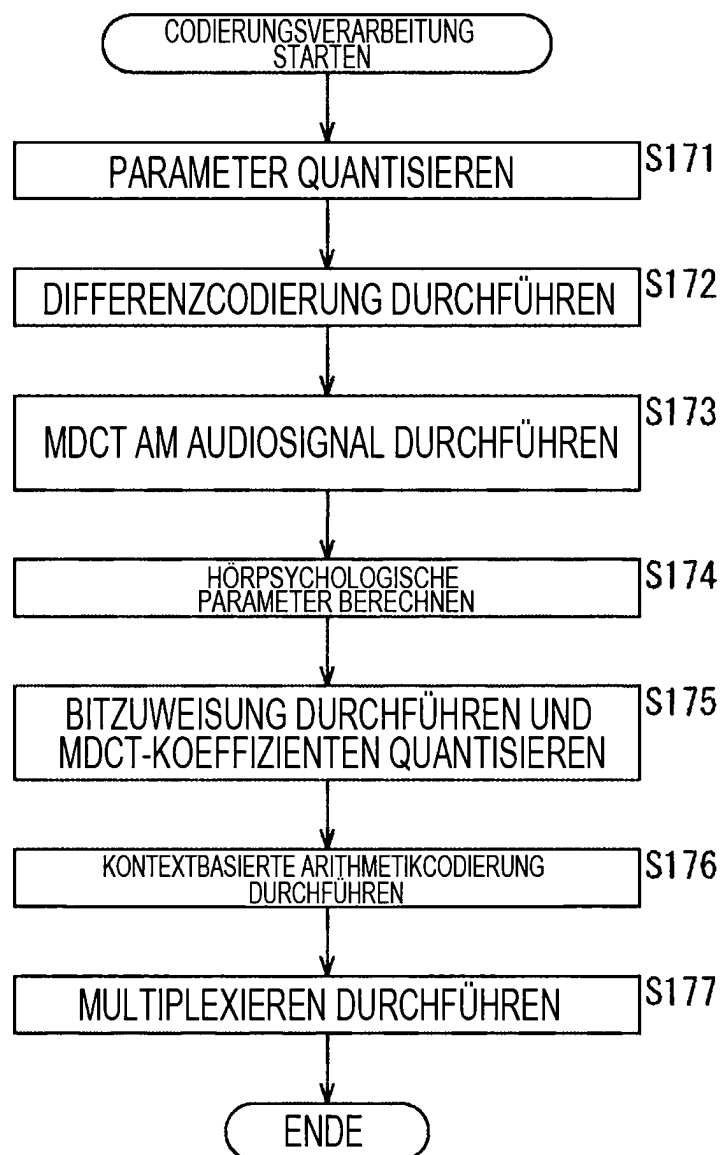 CODIERUNGSVERARBEITUNG
STARTEN
PARAMETER QUANTISIEREN
S171
DIFFERENZCODIERUNG DURCHFÜHREN
S172
MDCT AM AUDIOSIGNAL DURCHFÜHREN
S173
HÖRPSYCHOLOGISCHE
PARAMETER BERECHNEN
S174
BITZUWEISUNG DURCHFÜHREN UND
MDCT-KOEFFIZIENTEN QUANTISIEREN
S175
KONTEXTBASIERTE ARITHMETIKCODIERUNG
DURCHFÜHREN
S176
MULTIPLEXIEREN DURCHFÜHREN
S177
ENDE